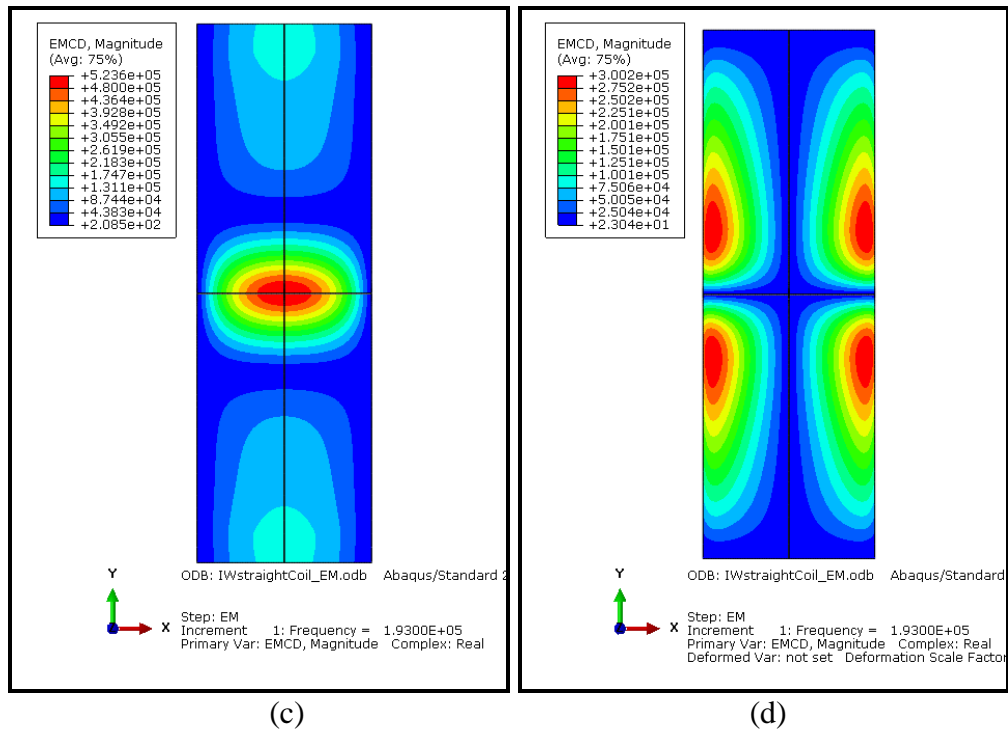 EMCD, Magnitude
(Avg: 75%)
+5.236e+05
+4.800e+05
+4.364e+05
+3.928e+05
+3.492e+05
+3.055e+05
+2.619e+05
+2.183e+05
+1.747e+05
+1.311e+05
+8.744e+04
+4.383e+04
+2.085e+02
Y
X
ODB: IWstraightCoil_EM.odb Abaqus/Standard 2
Step: EM
Increment 1: Frequency = 1.9300E+05
Primary Var: EMCD, Magnitude Complex: Real
(c)
EMCD, Magnitude
(Avg: 75%)
+3.002e+05
+2.752e+05
+2.502e+05
+2.251e+05
+2.001e+05
+1.751e+05
+1.501e+05
+1.251e+05
+1.001e+05
+7.506e+04
+5.005e+04
+2.504e+04
+2.304e+01
Y
X
ODB: IWstraightCoil_EM.odb Abaqus/Standard
Step: EM
Increment 1: Frequency = 1.9300E+05
Primary Var: EMCD, Magnitude Complex: Real
Deformed Var: not set Deformation Scale Factor
(d)